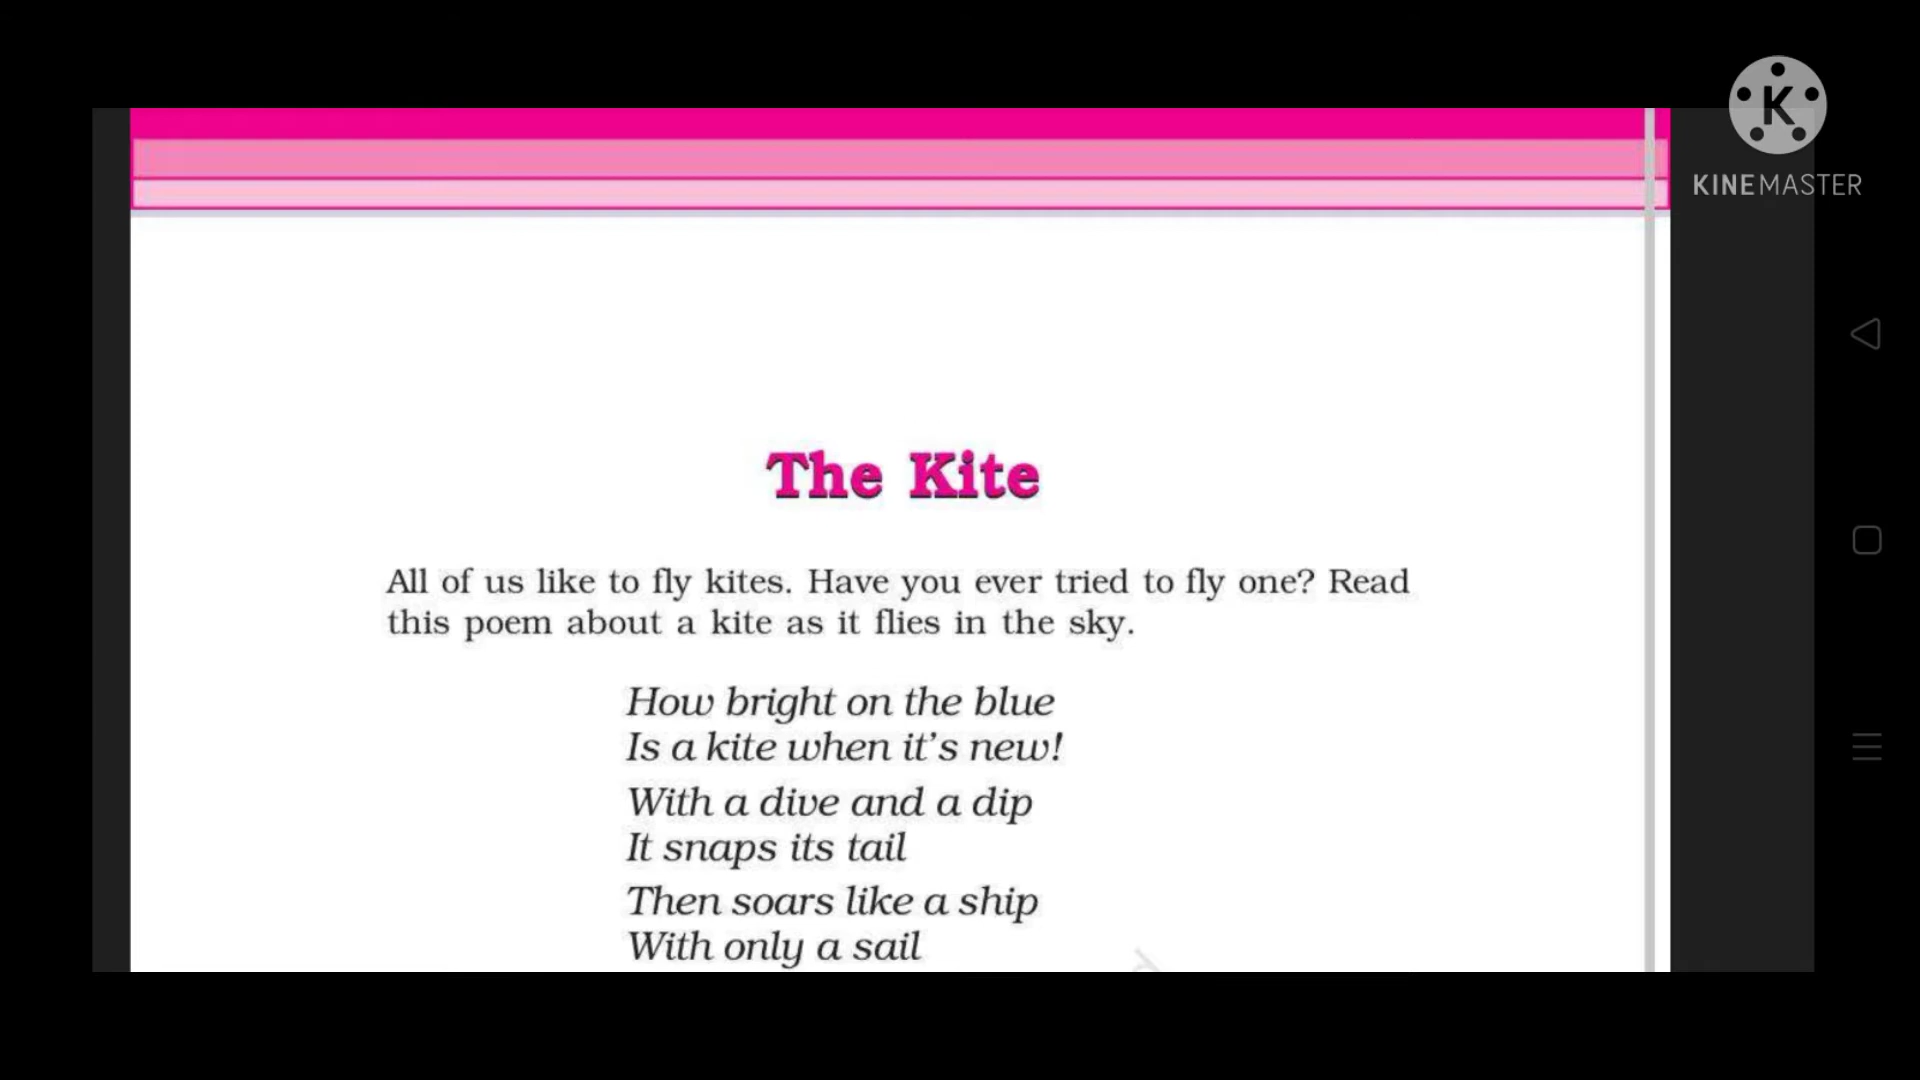 K
KINEMASTER
The Kite
All of us like to fly kites. Have you ever tried to fly one? Read
this poem about a kite as it flies in the sky.
How bright on the blue
Is a kite when it's new!
With a dive and a dip
It snaps its tail
Then soars like a ship
With only a sail